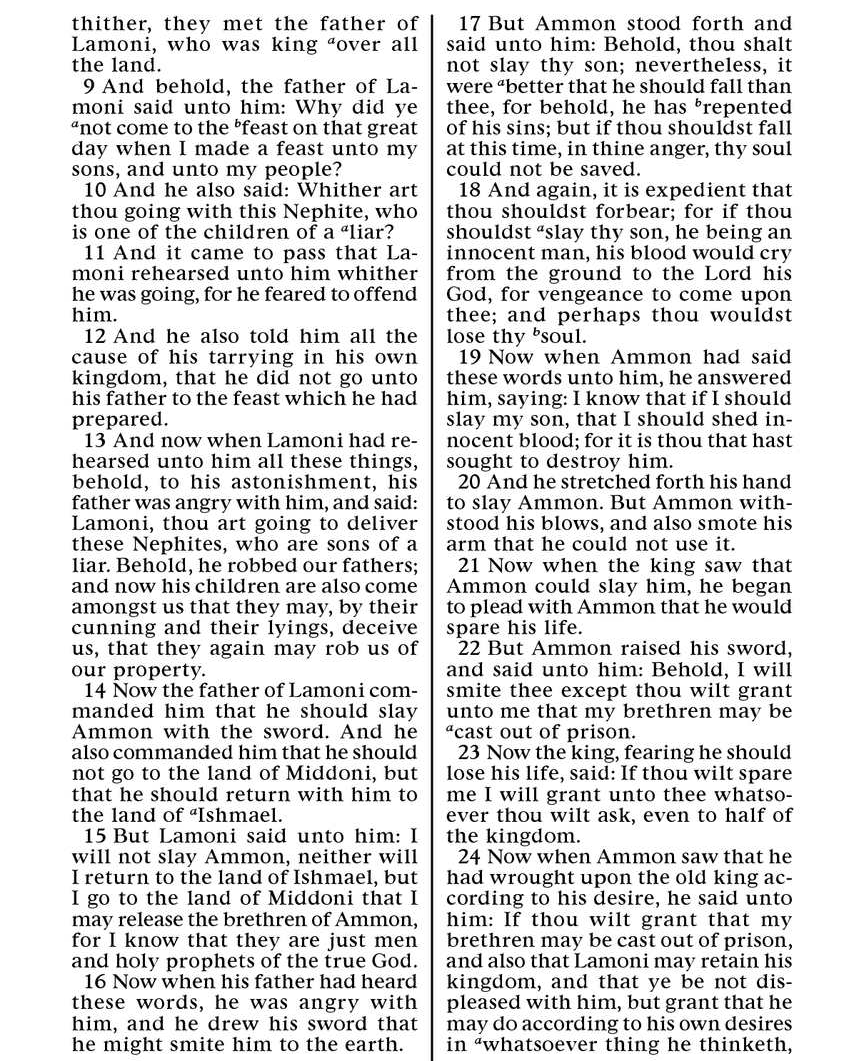 thither, they met the father of
Lamoni, who was king ᵃover all
the land.
9 And behold, the father of La-
moni said unto him: Why did ye
ᵃnot come to the ᵇfeast on that great
day when I made a feast unto my
sons, and unto my people?
10 And he also said: Whither art
thou going with this Nephite, who
is one of the children of a ᵃliar?
11 And it came to pass that La-
moni rehearsed unto him whither
he was going, for he feared to offend
him.
12 And he also told him all the
cause of his tarrying in his own
kingdom, that he did not go unto
his father to the feast which he had
prepared.
13 And now when Lamoni had re-
hearsed unto him all these things,
behold, to his astonishment, his
father was angry with him, and said:
Lamoni, thou art going to deliver
these Nephites, who are sons of a
liar. Behold, he robbed our fathers;
and now his children are also come
amongst us that they may, by their
cunning and their lyings, deceive
us, that they again may rob us of
our property.
14 Now the father of Lamoni com-
manded him that he should slay
Ammon with the sword. And he
also commanded him that he should
not go to the land of Middoni, but
that he should return with him to
the land of ᵃIshmael.
15 But Lamoni said unto him: I
will not slay Ammon, neither will
I return to the land of Ishmael, but
I go to the land of Middoni that I
may release the brethren of Ammon,
for I know that they are just men
and holy prophets of the true God.
16 Now when his father had heard
these words, he was angry with
him, and he drew his sword that
he might smite him to the earth.
17 But Ammon stood forth and
said unto him: Behold, thou shalt
not slay thy son; nevertheless, it
were ᵃbetter that he should fall than
thee, for behold, he has ᵇrepented
of his sins; but if thou shouldst fall
at this time, in thine anger, thy soul
could not be saved.
18 And again, it is expedient that
thou shouldst forbear; for if thou
shouldst ᵃslay thy son, he being an
innocent man, his blood would cry
from the ground to the Lord his
God, for vengeance to come upon
thee; and perhaps thou wouldst
lose thy ᵇsoul.
19 Now when Ammon had said
these words unto him, he answered
him, saying: I know that if I should
slay my son, that I should shed in-
nocent blood; for it is thou that hast
sought to destroy him.
20 And he stretched forth his hand
to slay Ammon. But Ammon with-
stood his blows, and also smote his
arm that he could not use it.
21 Now when the king saw that
Ammon could slay him, he began
to plead with Ammon that he would
spare his life.
22 But Ammon raised his sword,
and said unto him: Behold, I will
smite thee except thou wilt grant
unto me that my brethren may be
ᵃcast out of prison.
23 Now the king, fearing he should
lose his life, said: If thou wilt spare
me I will grant unto thee whatso-
ever thou wilt ask, even to half of
the kingdom.
24 Now when Ammon saw that he
had wrought upon the old king ac-
cording to his desire, he said unto
him: If thou wilt grant that my
brethren may be cast out of prison,
and also that Lamoni may retain his
kingdom, and that ye be not dis-
pleased with him, but grant that he
may do according to his own desires
in ᵃwhatsoever thing he thinketh,